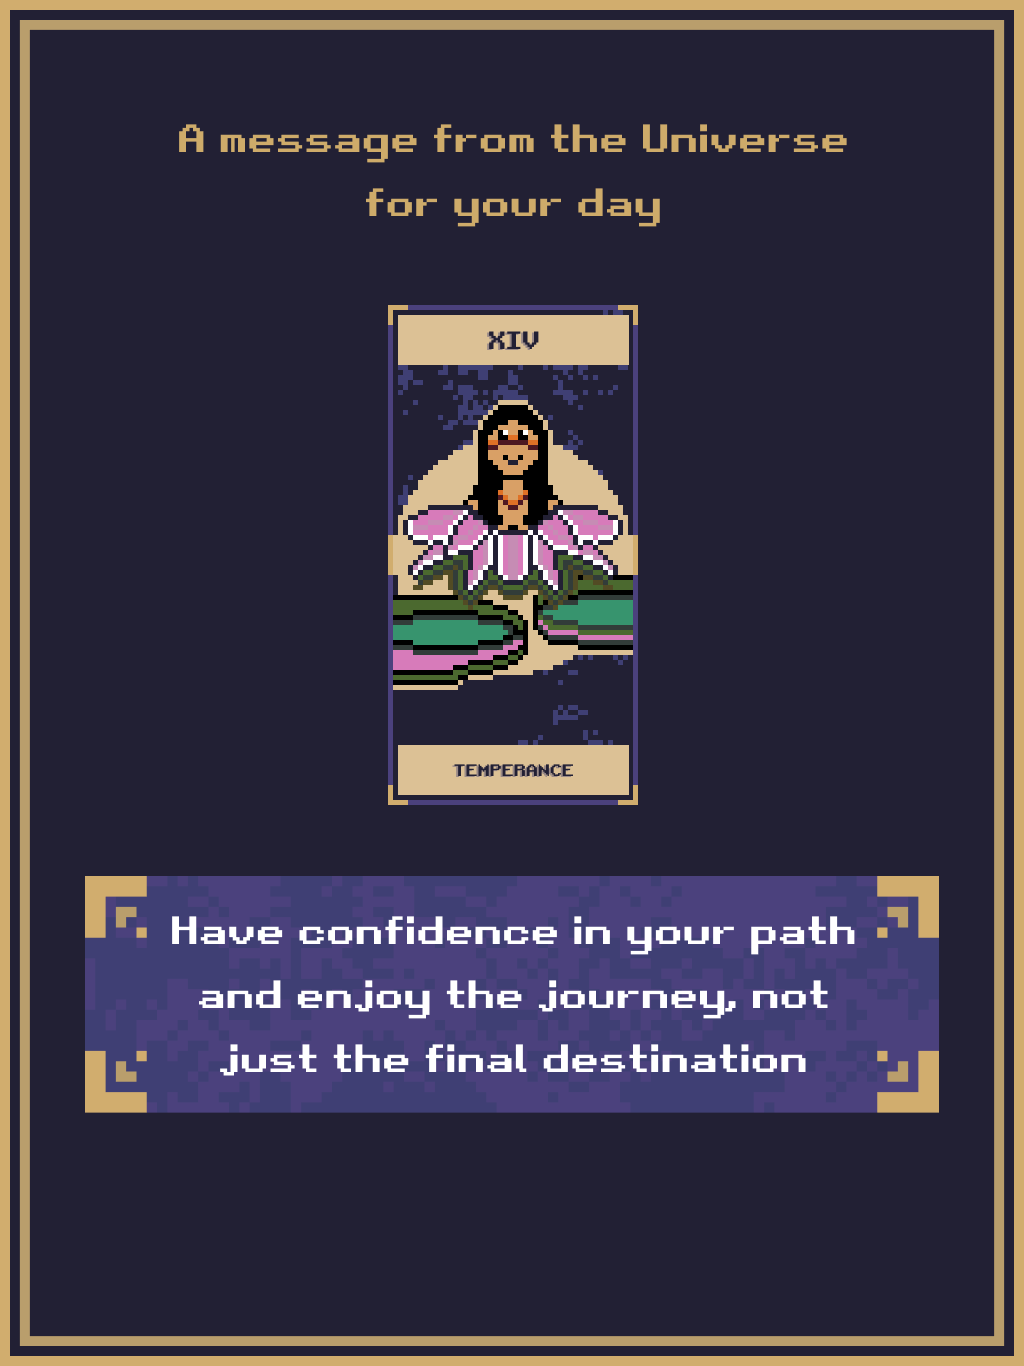 A message from the Universe
for your day
XIV
TEMPERANCE
Have confidence in your path
and enjoy the journey, not
just the final destination